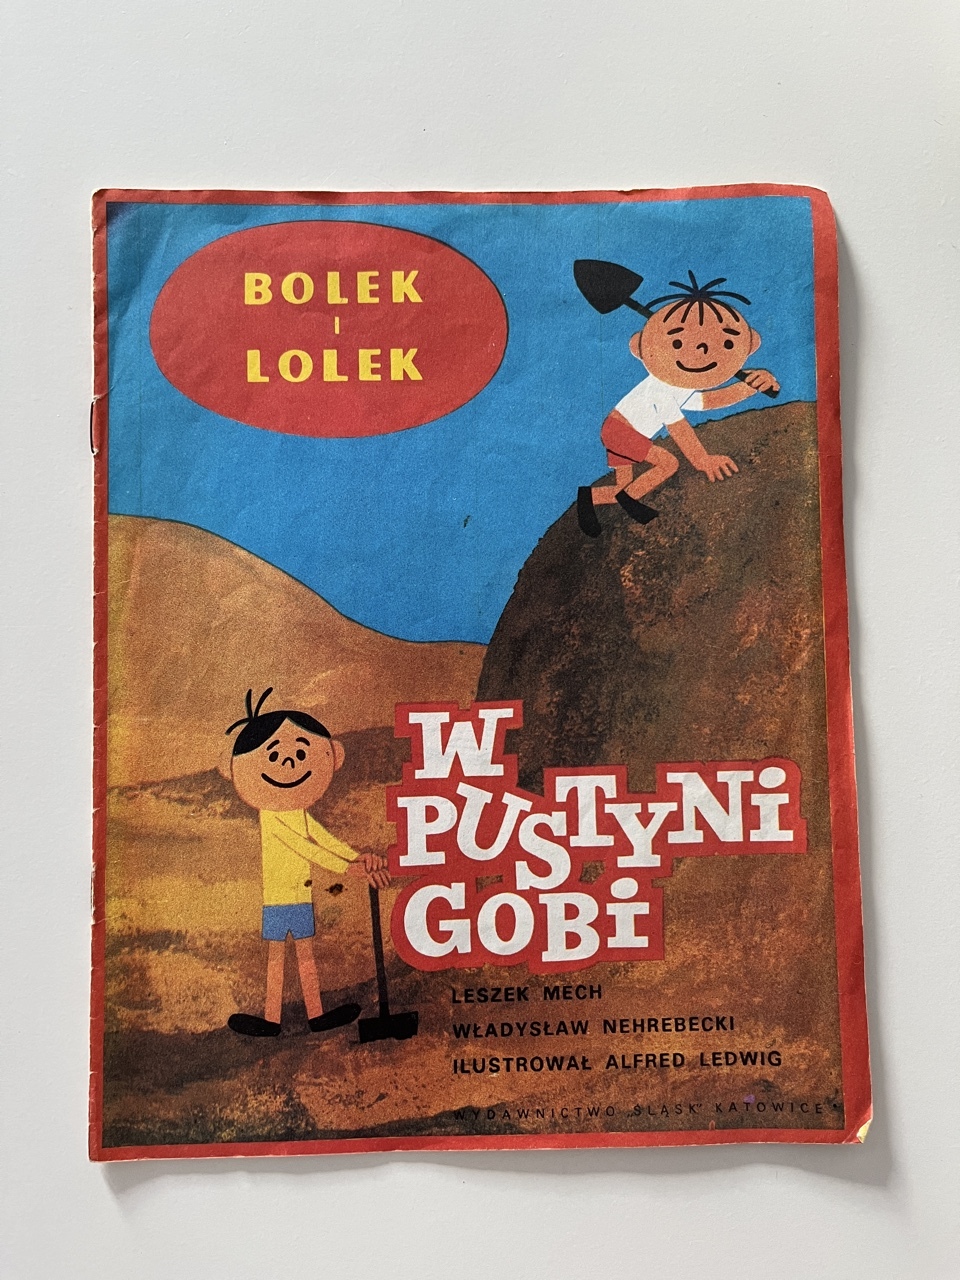 BOLEK
I
LOLEK
W
PUSTYNi
GOBi
LESZEK MECH
WŁADYSŁAW NEHREBECKI
ILUSTROWAŁ ALFRED LEDWIG
WYDAWNICTWO „ŚLĄSK” KATOWICE